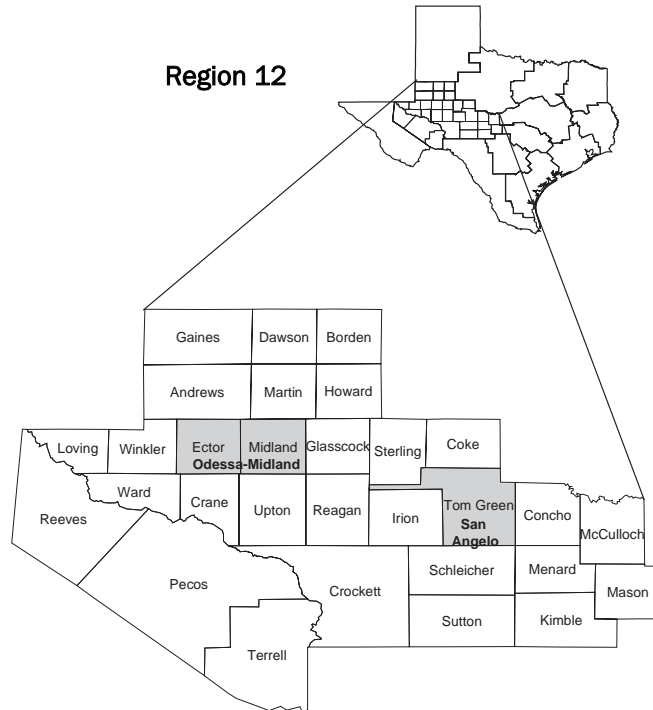 Region 12
Gaines
Dawson
Borden
Andrews
Martin
Howard
Loving
Winkler
Ector
Midland
Odessa-Midland
Glasscock
Sterling
Coke
Reeves
Ward
Crane
Upton
Reagan
Irion
Tom Green
San
Angelo
Concho
McCulloch
Pecos
Crockett
Schleicher
Menard
Mason
Sutton
Kimble
Terrell